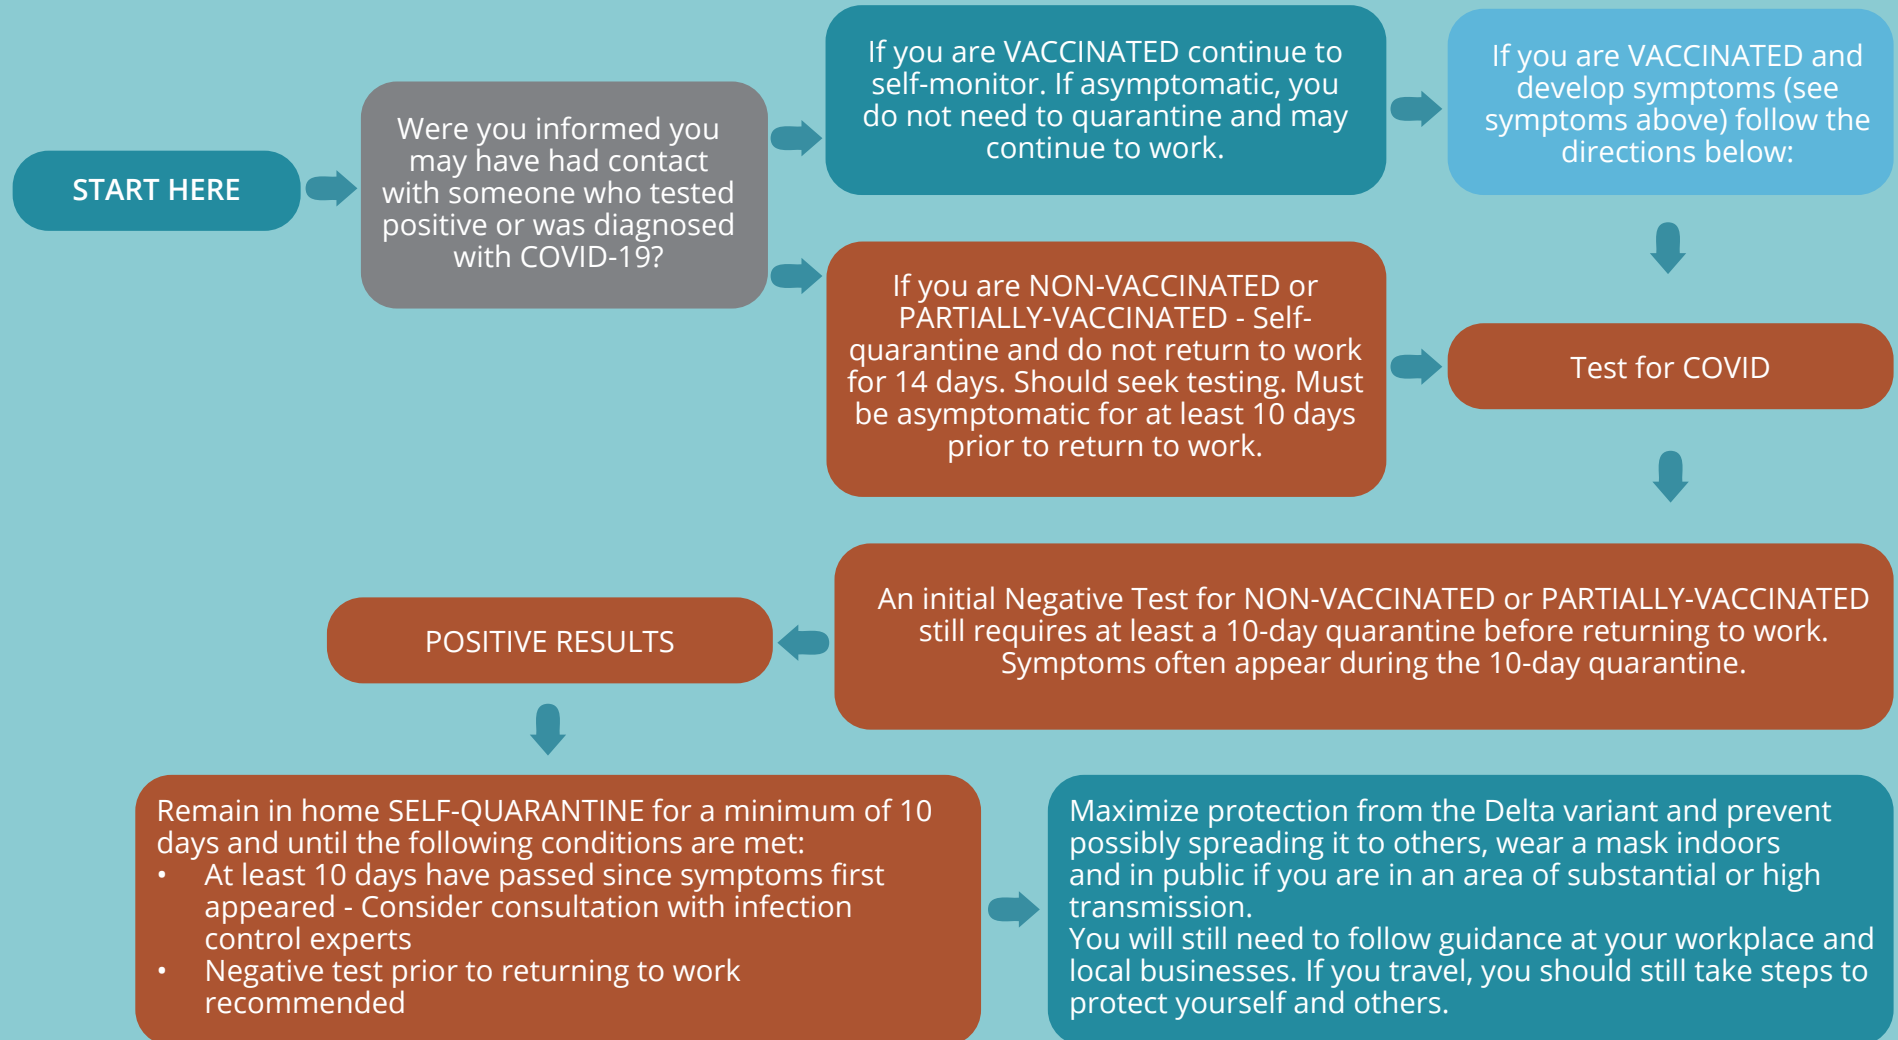 START HERE
Were you informed you
may have had contact
with someone who tested
positive or was diagnosed
with COVID-19?
If you are VACCINATED continue to
self-monitor. If asymptomatic, you
do not need to quarantine and may
continue to work.
If you are VACCINATED and
develop symptoms (see
symptoms above) follow the
directions below:
If you are NON-VACCINATED or
PARTIALLY-VACCINATED - Self-
quarantine and do not return to work
for 14 days. Should seek testing. Must
be asymptomatic for at least 10 days
prior to return to work.
Test for COVID
An initial Negative Test for NON-VACCINATED or PARTIALLY-VACCINATED
still requires at least a 10-day quarantine before returning to work.
Symptoms often appear during the 10-day quarantine.
POSITIVE RESULTS
Remain in home SELF-QUARANTINE for a minimum of 10
days and until the following conditions are met:
• At least 10 days have passed since symptoms first
appeared - Consider consultation with infection
control experts
• Negative test prior to returning to work
recommended
Maximize protection from the Delta variant and prevent
possibly spreading it to others, wear a mask indoors
and in public if you are in an area of substantial or high
transmission.
You will still need to follow guidance at your workplace and
local businesses. If you travel, you should still take steps to
protect yourself and others.